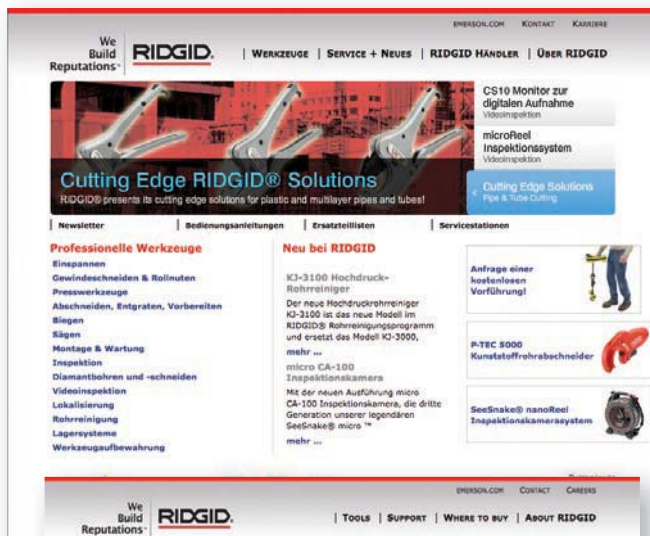 EMERSON.COM KONTAKT KARRIERE
We
Build
Reputations™
RIDGID®
| WERKZEUGE | SERVICE + NEUES | RIDGID HÄNDLER | ÜBER RIDGID
CS10 Monitor zur
digitalen Aufnahme
Videoinspektion
microReel
Inspektionssystem
Videoinspektion
Cutting Edge Solutions
Pipe & Tube Cutting
Cutting Edge RIDGID® Solutions
RIDGID® presents its cutting edge solutions for plastic and multilayer pipes and tubes!
| Newsletter | Bedienungsanleitungen | Ersatzteillisten | Servicestationen
Professionelle Werkzeuge
Einspannen
Gewindeschneiden & Rollnuten
Presswerkzeuge
Abschneiden, Entgraten, Vorbereiten
Biegen
Sägen
Montage & Wartung
Inspektion
Diamantbohren und -schneiden
Videoinspektion
Lokalisierung
Rohrreinigung
Lagersysteme
Werkzeugaufbewahrung
Neu bei RIDGID
KJ-3100 Hochdruck-
Rohrreiniger
Der neue Hochdruckrohrreiniger
KJ-3100 ist das neue Modell im
RIDGID® Rohrreinigungsprogramm
und ersetzt das Modell KJ-3000,
mehr ...
micro CA-100
Inspektionskamera
Mit der neuen Ausführung micro
CA-100 Inspektionskamera, die dritte
Generation unserer legendären
SeeSnake® micro ™
mehr ...
Anfrage einer
kostenlosen
Vorführung!
P-TEC 5000
Kunststoffrohrabschneider
SeeSnake® nanoReel
Inspektionskamerasystem
EMERSON.COM CONTACT CAREERS
We
Build
Reputations™
RIDGID®
| TOOLS | SUPPORT | WHERE TO BUY | ABOUT RIDGID